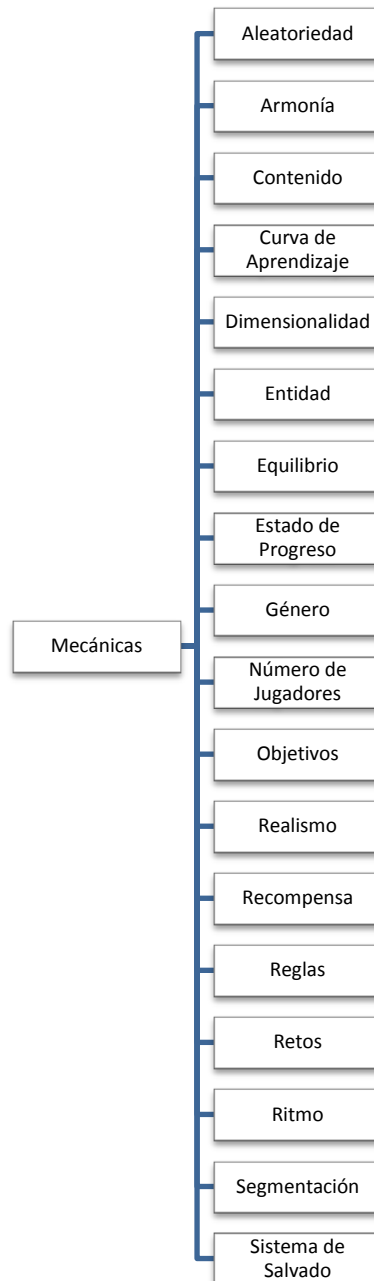 Aleatoriedad
Armonía
Contenido
Curva de
Aprendizaje
Dimensionalidad
Entidad
Equilibrio
Estado de
Progreso
Género
Mecánicas
Número de
Jugadores
Objetivos
Realismo
Recompensa
Reglas
Retos
Ritmo
Segmentación
Sistema de
Salvado